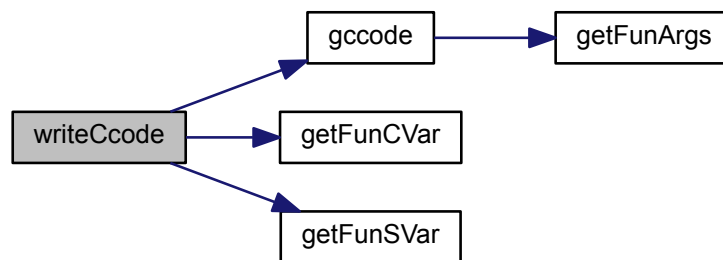 gccode
getFunArgs
writeCcode
getFunCVar
getFunSVar